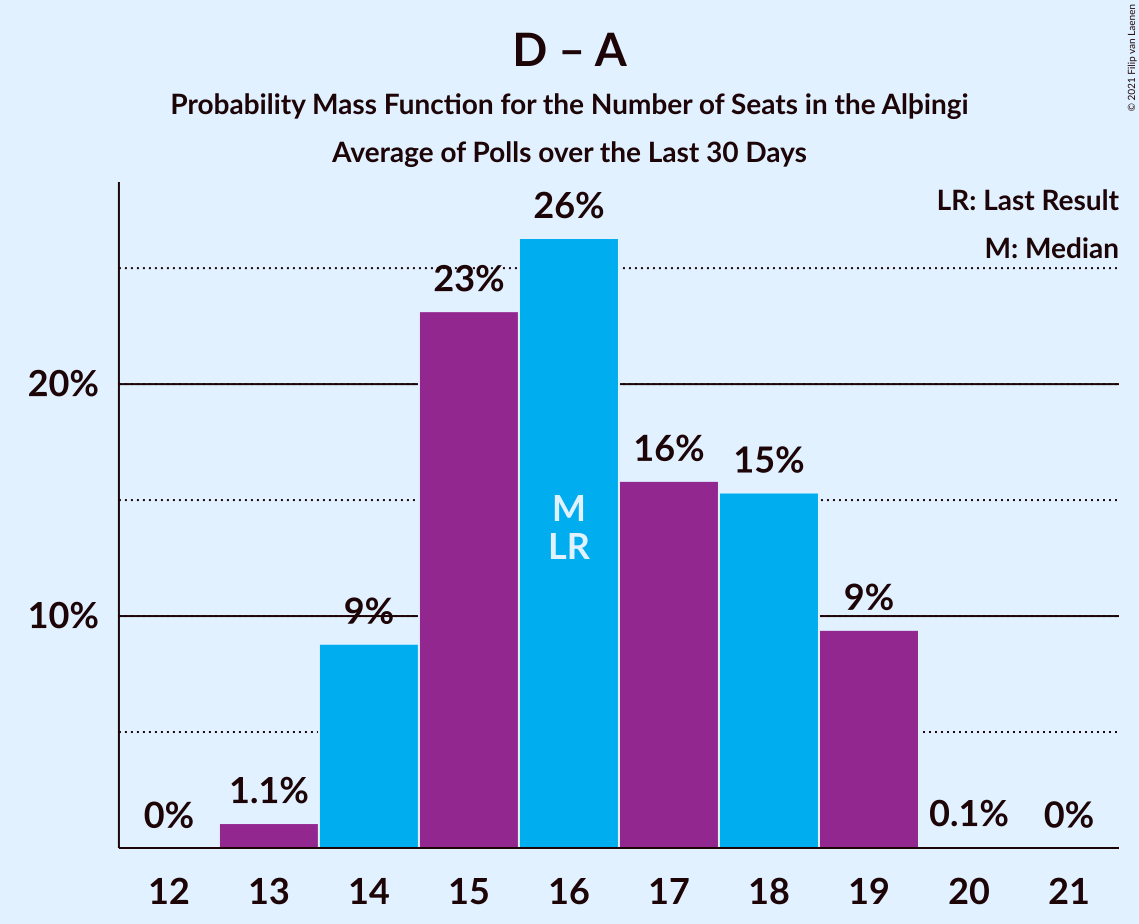 D – A
Probability Mass Function for the Number of Seats in the Alþingi
Average of Polls over the Last 30 Days
© 2021 Filip van Laenen
LR: Last Result
M: Median
26%
23%
20%
16%
15%
M
LR
10%
9%
9%
1.1%
0%
0.1%
0%
12 13 14 15 16 17 18 19 20 21